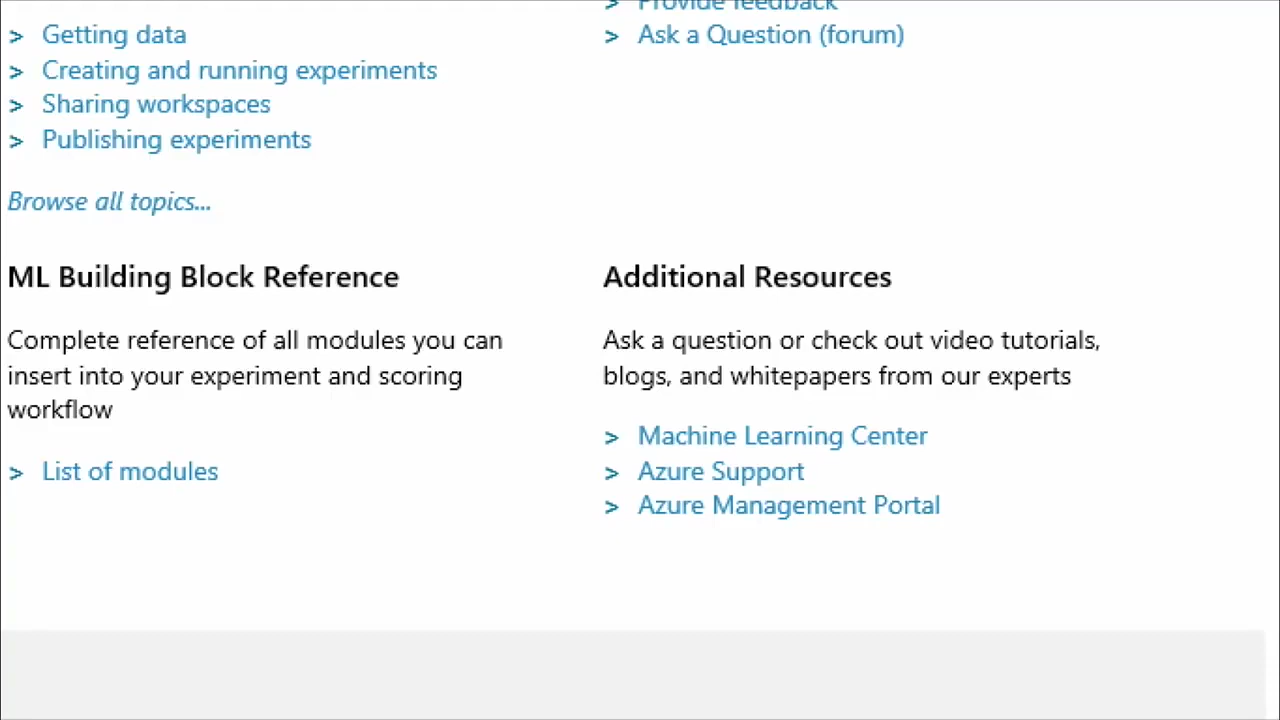 Provide feedback
> Getting data
> Creating and running experiments
> Sharing workspaces
> Publishing experiments
Browse all topics...
> Ask a Question (forum)
ML Building Block Reference
Complete reference of all modules you can
insert into your experiment and scoring
workflow
> List of modules
Additional Resources
Ask a question or check out video tutorials,
blogs, and whitepapers from our experts
> Machine Learning Center
> Azure Support
> Azure Management Portal